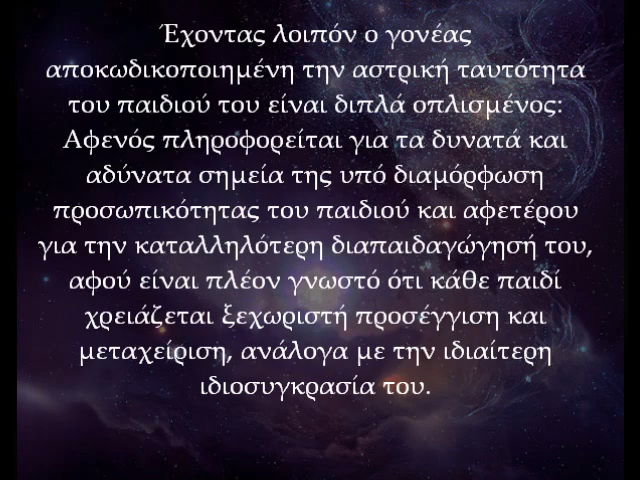 Έχοντας λοιπόν ο γονέας
αποκωδικοποιημένη την αστρική ταυτότητα
του παιδιού του είναι διπλά οπλισμένος:
Αφενός πληροφορείται για τα δυνατά και
αδύνατα σημεία της υπό διαμόρφωση
προσωπικότητας του παιδιού και αφετέρου
για την καταλληλότερη διαπαιδαγώγησή του,
αφού είναι πλέον γνωστό ότι κάθε παιδί
χρειάζεται ξεχωριστή προσέγγιση και
μεταχείριση, ανάλογα με την ιδιαίτερη
ιδιοσυγκρασία του.